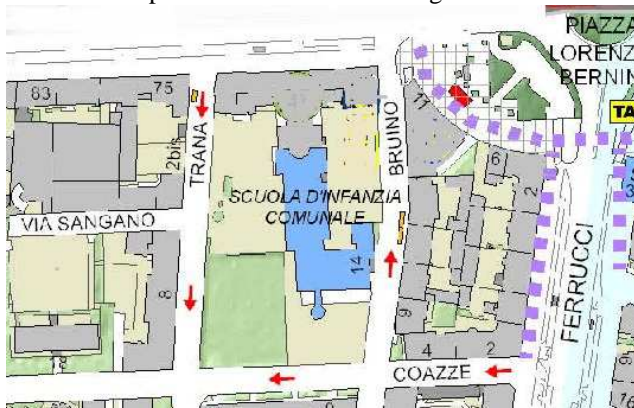 PIAZZA
LORENZ
BERNIN
TA
83
75
2bis
TRANA
BRUINO
11
6
2
SCUOLA D'INFANZIA
COMUNALE
VIA SANGANO
14
8
9
FERRUCCI
4
2
COAZZE